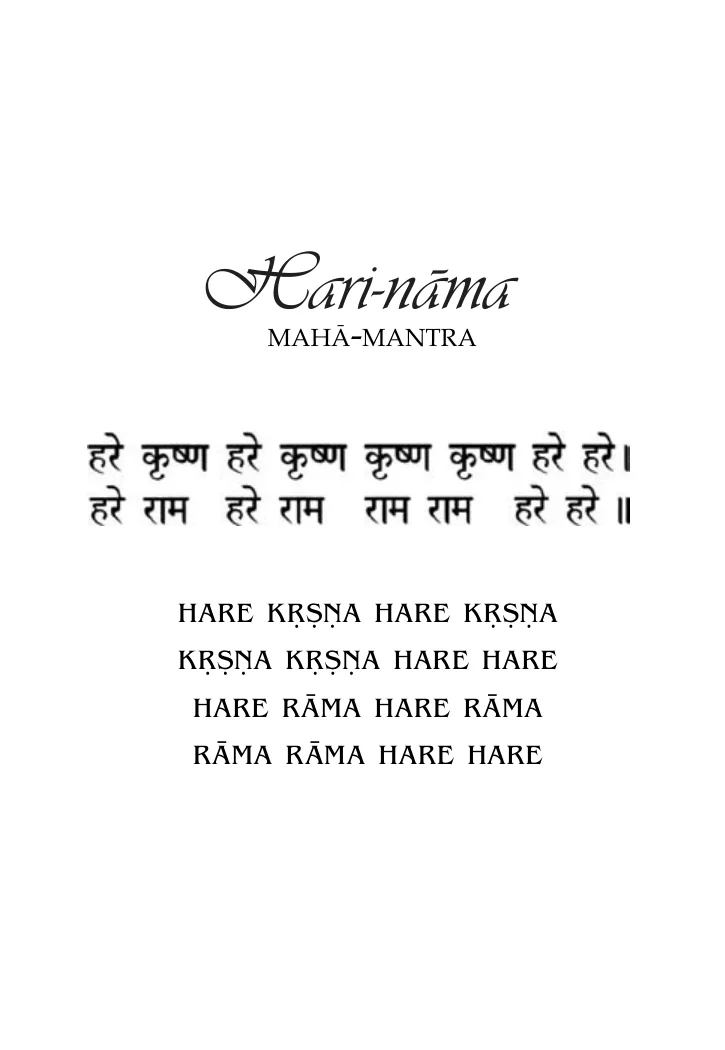 Hari-nāma
MAHĀ-MANTRA
हरे कृष्ण हरे कृष्ण कृष्ण कृष्ण हरे हरे।
हरे राम हरे राम राम राम हरे हरे ॥
HARE KṚṢṆA HARE KṚṢṆA
KṚṢṆA KṚṢṆA HARE HARE
HARE RĀMA HARE RĀMA
RĀMA RĀMA HARE HARE